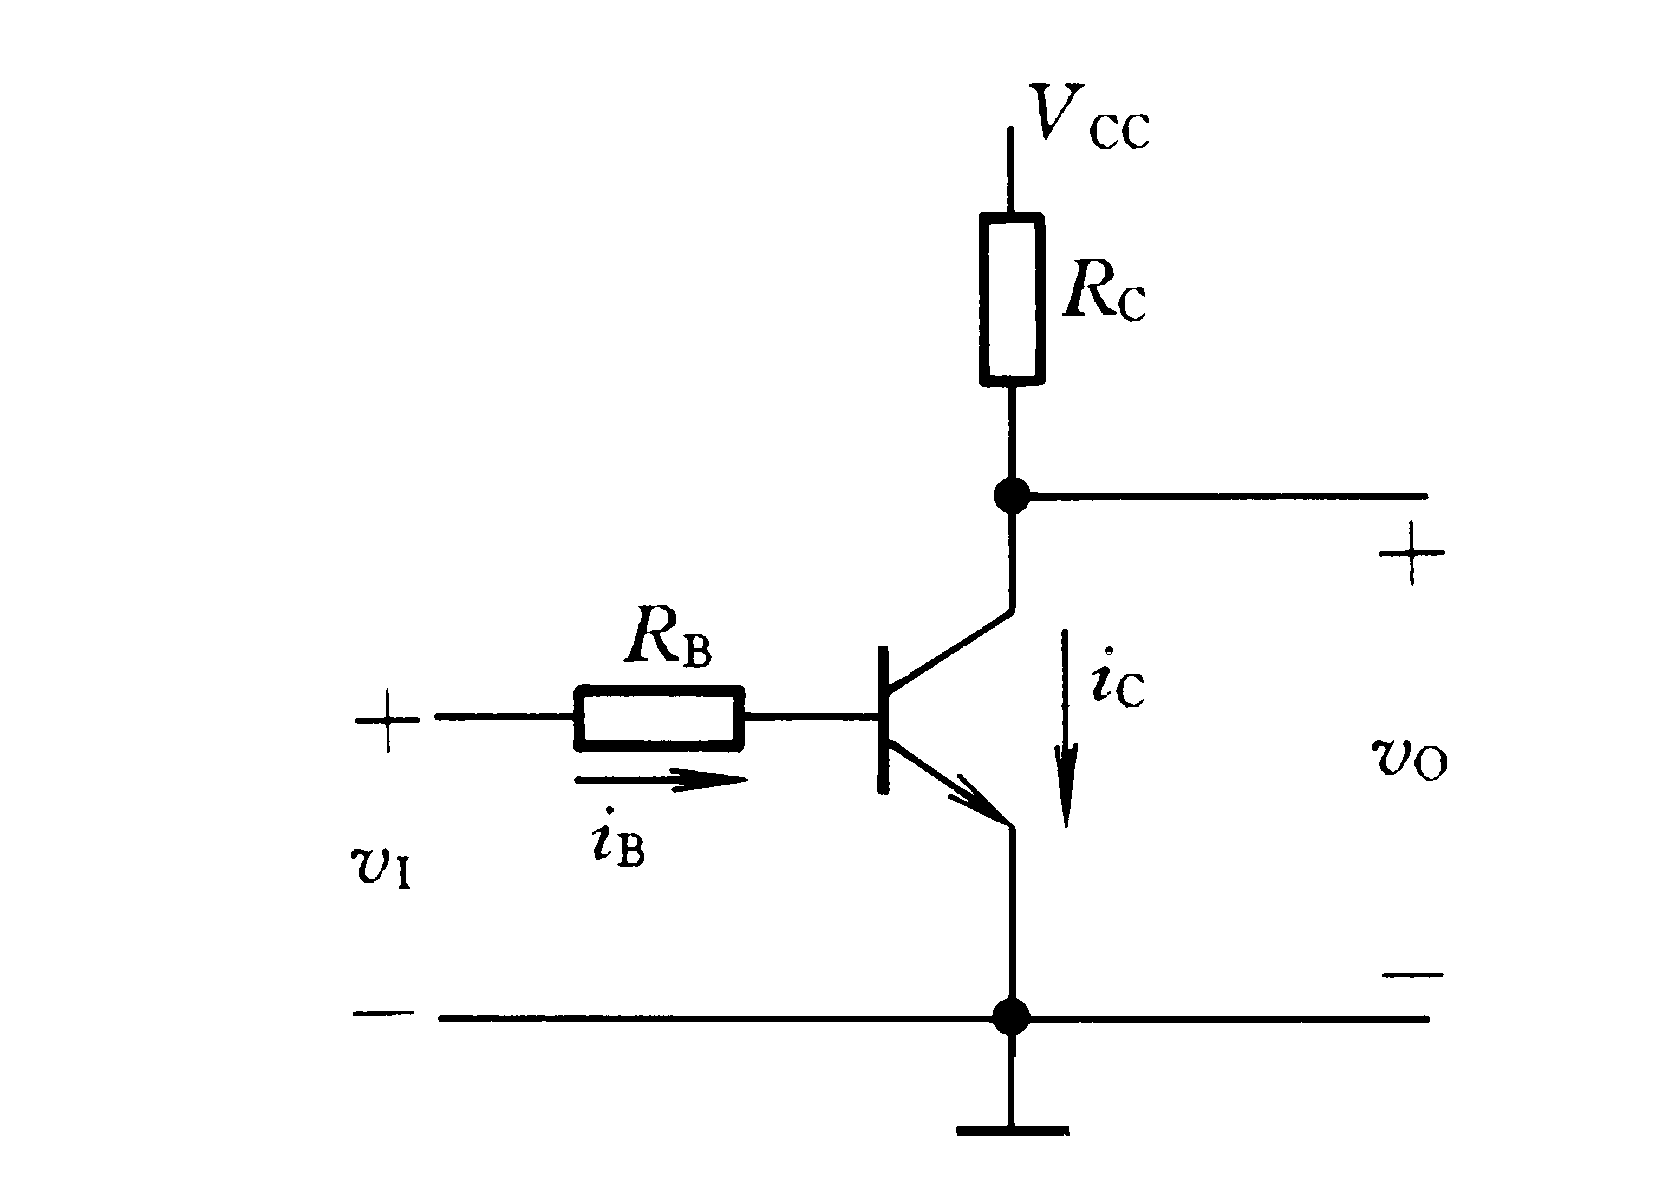 V_CC
R_C
+
R_B
i_C
+
v_O
i_B
v_I
−
−